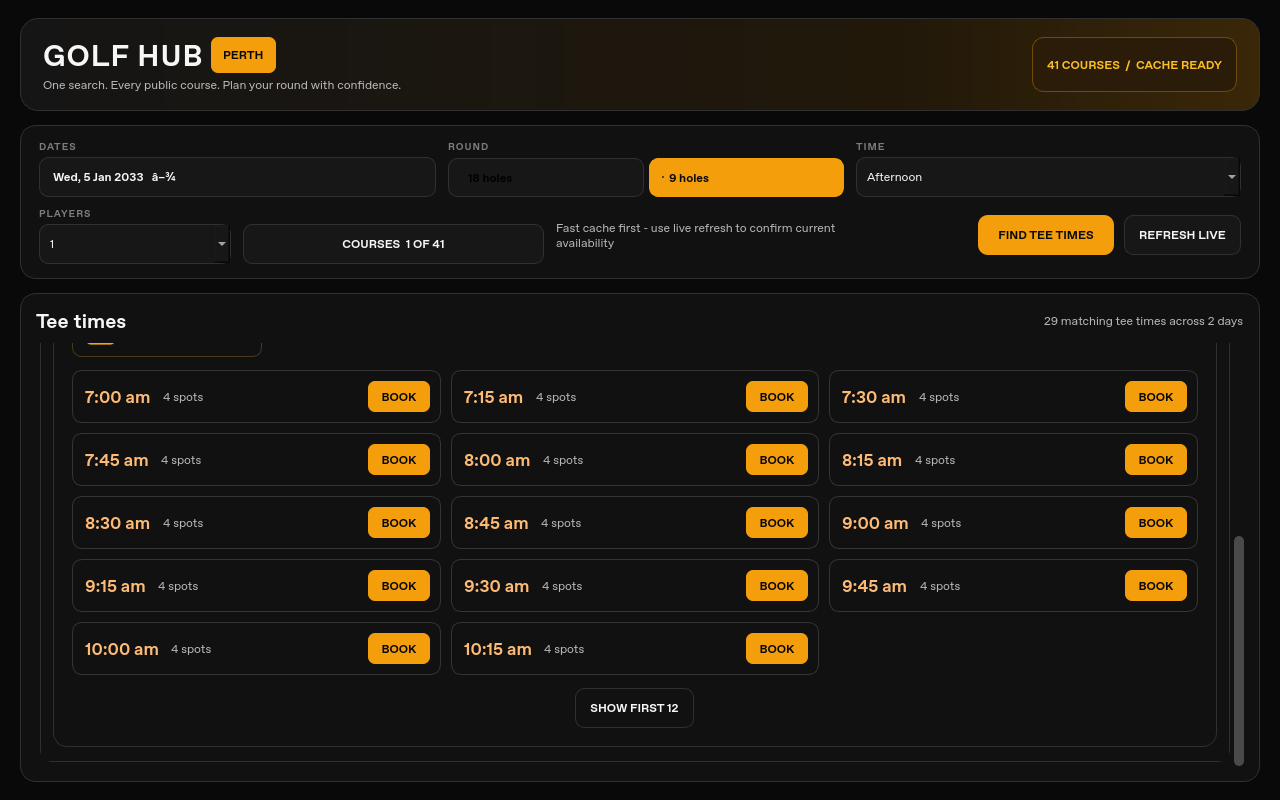 GOLF HUB PERTH
One search. Every public course. Plan your round with confidence.
41 COURSES / CACHE READY
DATES
Wed, 5 Jan 2033 â–¾
ROUND
18 holes
· 9 holes
TIME
Afternoon
PLAYERS
1
COURSES 1 OF 41
Fast cache first - use live refresh to confirm current
availability
FIND TEE TIMES
REFRESH LIVE
Tee times
29 matching tee times across 2 days
7:00 am 4 spots BOOK
7:15 am 4 spots BOOK
7:30 am 4 spots BOOK
7:45 am 4 spots BOOK
8:00 am 4 spots BOOK
8:15 am 4 spots BOOK
8:30 am 4 spots BOOK
8:45 am 4 spots BOOK
9:00 am 4 spots BOOK
9:15 am 4 spots BOOK
9:30 am 4 spots BOOK
9:45 am 4 spots BOOK
10:00 am 4 spots BOOK
10:15 am 4 spots BOOK
SHOW FIRST 12